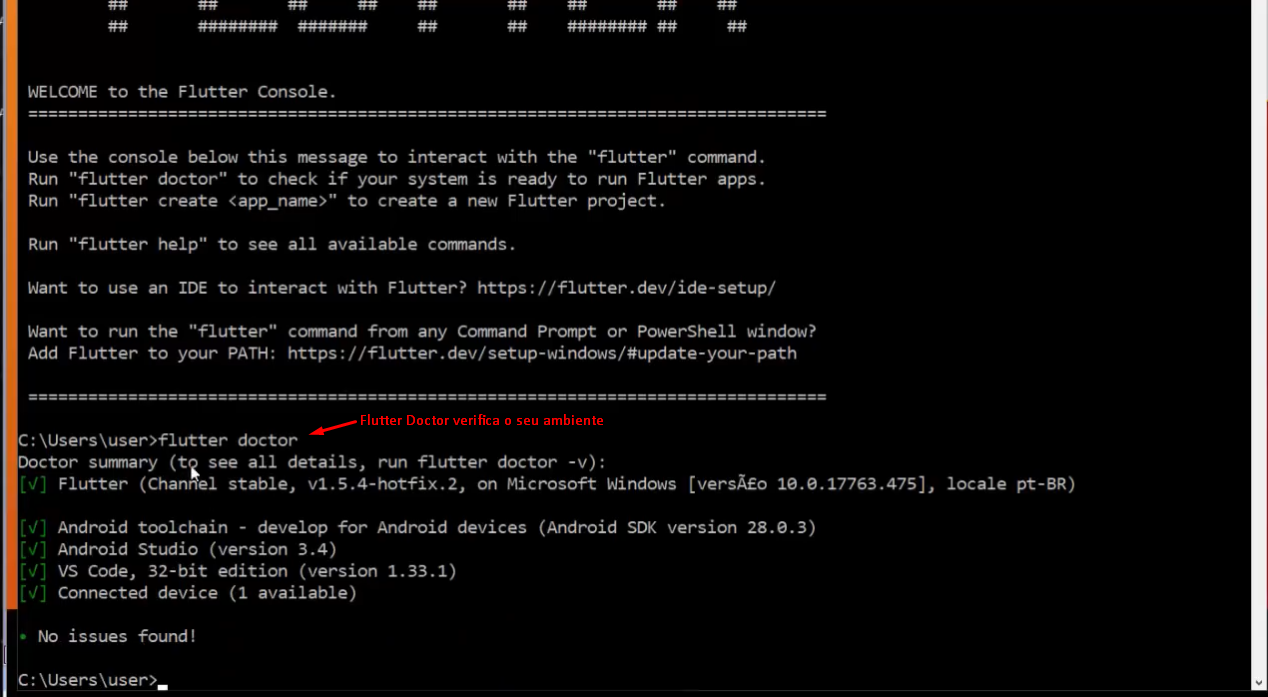 ##       ##       ##     ##    ##       ##    ##       ##    ##
##       ########  #######     ##       ##    ######## ##     ##
WELCOME to the Flutter Console.
================================================================================
Use the console below this message to interact with the "flutter" command.
Run "flutter doctor" to check if your system is ready to run Flutter apps.
Run "flutter create <app_name>" to create a new Flutter project.
Run "flutter help" to see all available commands.
Want to use an IDE to interact with Flutter? https://flutter.dev/ide-setup/
Want to run the "flutter" command from any Command Prompt or PowerShell window?
Add Flutter to your PATH: https://flutter.dev/setup-windows/#update-your-path
================================================================================
Flutter Doctor verifica o seu ambiente
C:\Users\user>flutter doctor
Doctor summary (to see all details, run flutter doctor -v):
[√] Flutter (Channel stable, v1.5.4-hotfix.2, on Microsoft Windows [versÃ£o 10.0.17763.475], locale pt-BR)
[√] Android toolchain - develop for Android devices (Android SDK version 28.0.3)
[√] Android Studio (version 3.4)
[√] VS Code, 32-bit edition (version 1.33.1)
[√] Connected device (1 available)
• No issues found!
C:\Users\user>